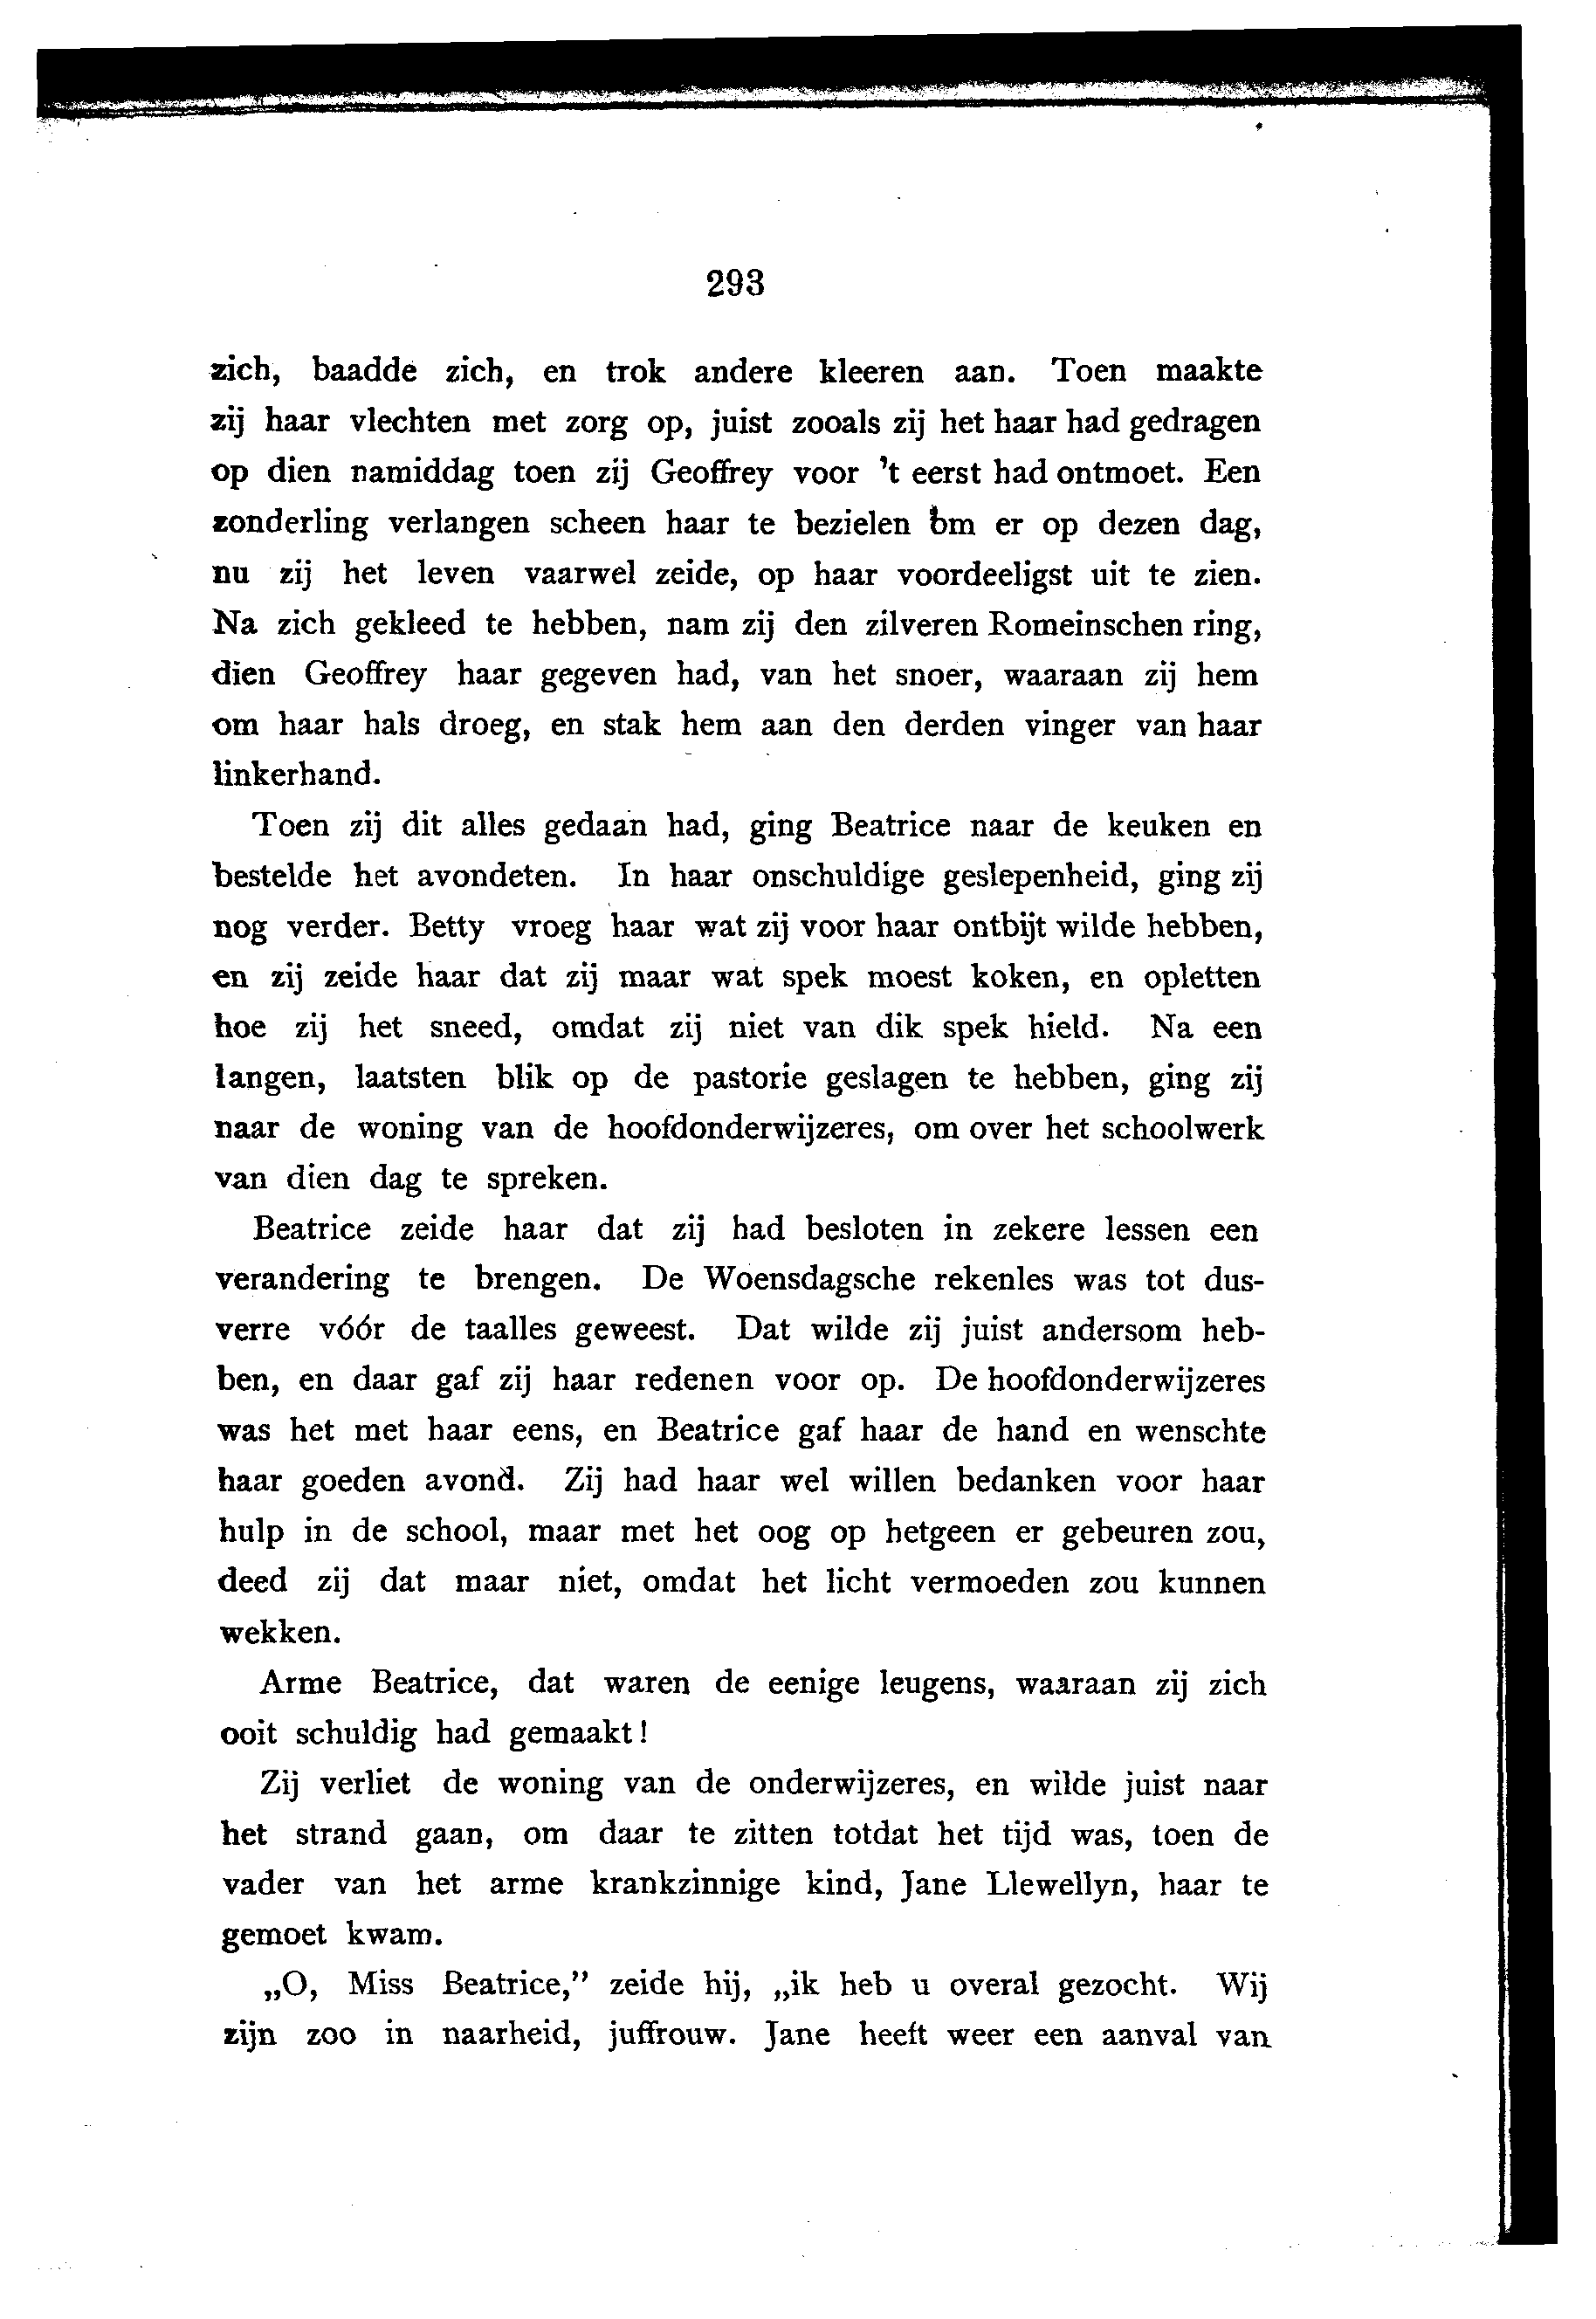 293
zich, baadde zich, en trok andere kleeren aan. Toen maakte
zij haar vlechten met zorg op, juist zooals zij het haar had gedragen
op dien namiddag toen zij Geoffrey voor 't eerst had ontmoet. Een
zonderling verlangen scheen haar te bezielen om er op dezen dag,
nu zij het leven vaarwel zeide, op haar voordeeligst uit te zien.
Na zich gekleed te hebben, nam zij den zilveren Romeinschen ring,
dien Geoffrey haar gegeven had, van het snoer, waaraan zij hem
om haar hals droeg, en stak hem aan den derden vinger van haar
linkerhand.
Toen zij dit alles gedaan had, ging Beatrice naar de keuken en
bestelde het avondeten. In haar onschuldige geslepenheid, ging zij
nog verder. Betty vroeg haar wat zij voor haar ontbijt wilde hebben,
en zij zeide haar dat zij maar wat spek moest koken, en opletten
hoe zij het sneed, omdat zij niet van dik spek hield. Na een
langen, laatsten blik op de pastorie geslagen te hebben, ging zij
naar de woning van de hoofdonderwijzeres, om over het schoolwerk
van dien dag te spreken.
Beatrice zeide haar dat zij had besloten in zekere lessen een
verandering te brengen. De Woensdagsche rekenles was tot dus-
verre vóór de taalles geweest. Dat wilde zij juist andersom heb-
ben, en daar gaf zij haar redenen voor op. De hoofdonderwijzeres
was het met haar eens, en Beatrice gaf haar de hand en wenschte
haar goeden avond. Zij had haar wel willen bedanken voor haar
hulp in de school, maar met het oog op hetgeen er gebeuren zou,
deed zij dat maar niet, omdat het licht vermoeden zou kunnen
wekken.
Arme Beatrice, dat waren de eenige leugens, waaraan zij zich
ooit schuldig had gemaakt!
Zij verliet de woning van de onderwijzeres, en wilde juist naar
het strand gaan, om daar te zitten totdat het tijd was, toen de
vader van het arme krankzinnige kind, Jane Llewellyn, haar te
gemoet kwam.
„O, Miss Beatrice,” zeide hij, „ik heb u overal gezocht. Wij
zijn zoo in naarheid, juffrouw. Jane heeft weer een aanval van